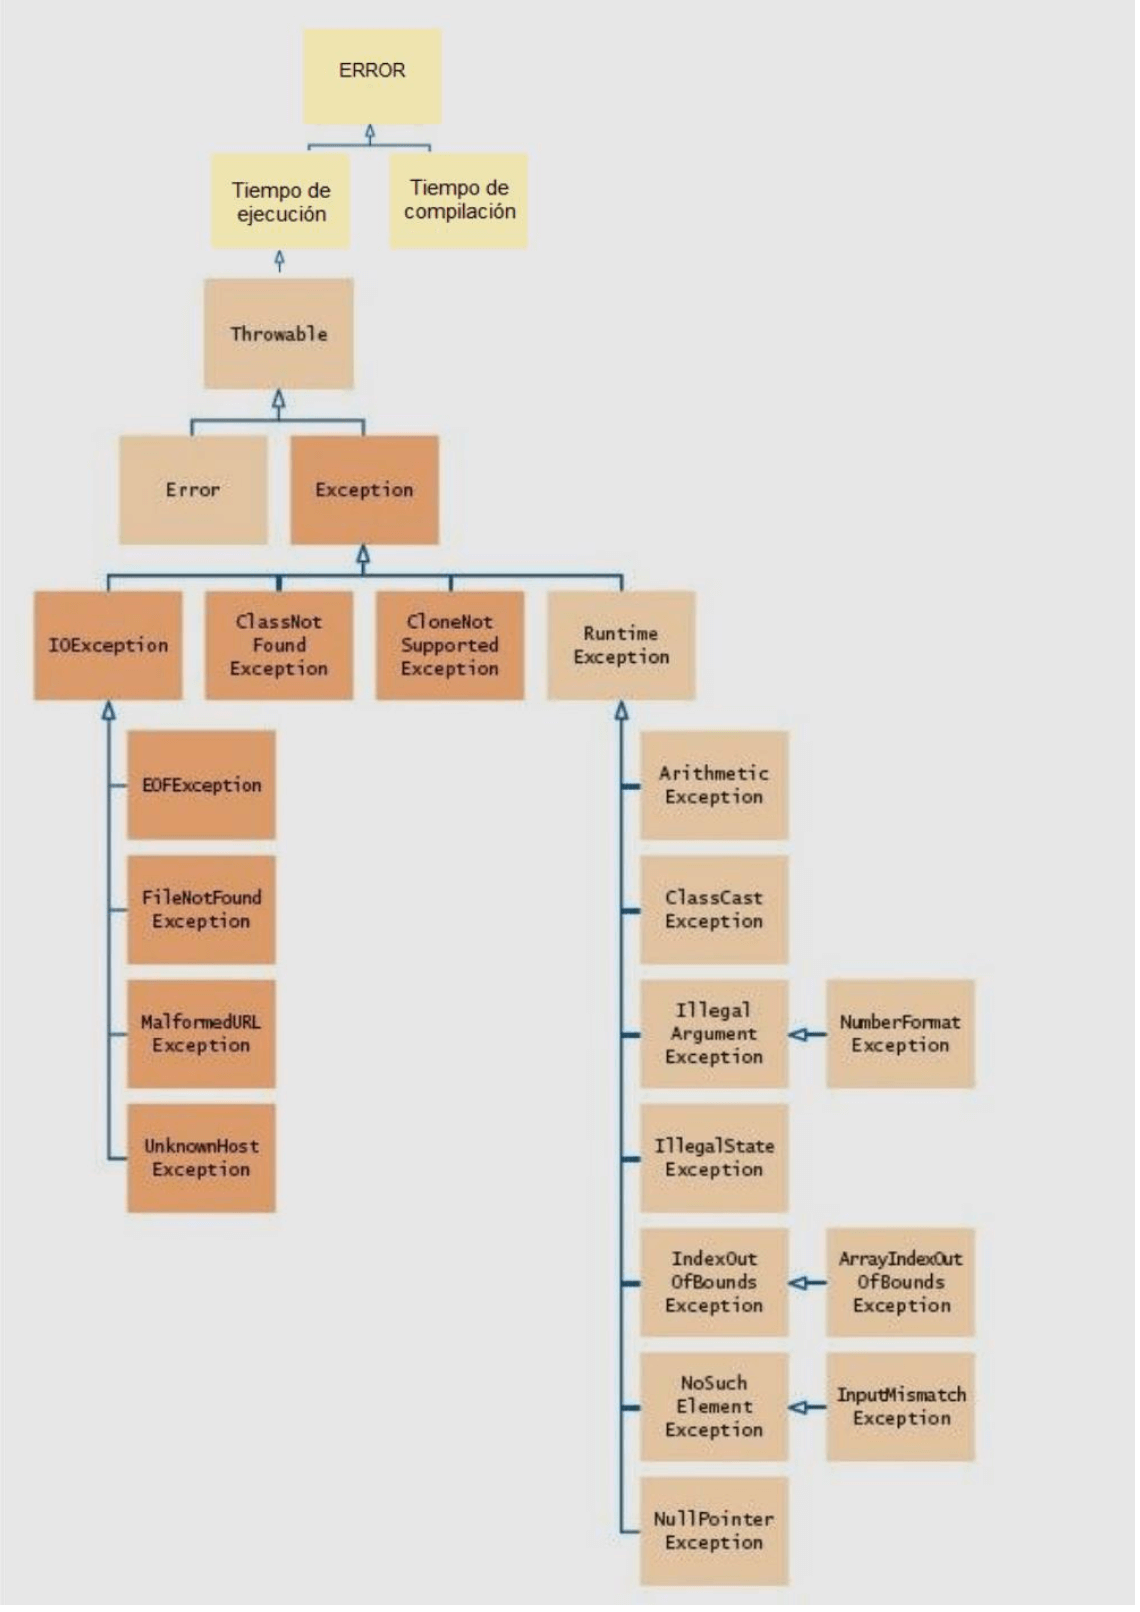 ERROR
Tiempo de
ejecución
Tiempo de
compilación
Throwable
Error
Exception
IOException
ClassNot
Found
Exception
CloneNot
Supported
Exception
Runtime
Exception
EOFException
FileNotFound
Exception
MalformedURL
Exception
UnknownHost
Exception
Arithmetic
Exception
ClassCast
Exception
Illegal
Argument
Exception
NumberFormat
Exception
IllegalState
Exception
IndexOut
OfBounds
Exception
ArrayIndexOut
OfBounds
Exception
NoSuch
Element
Exception
InputMismatch
Exception
NullPointer
Exception